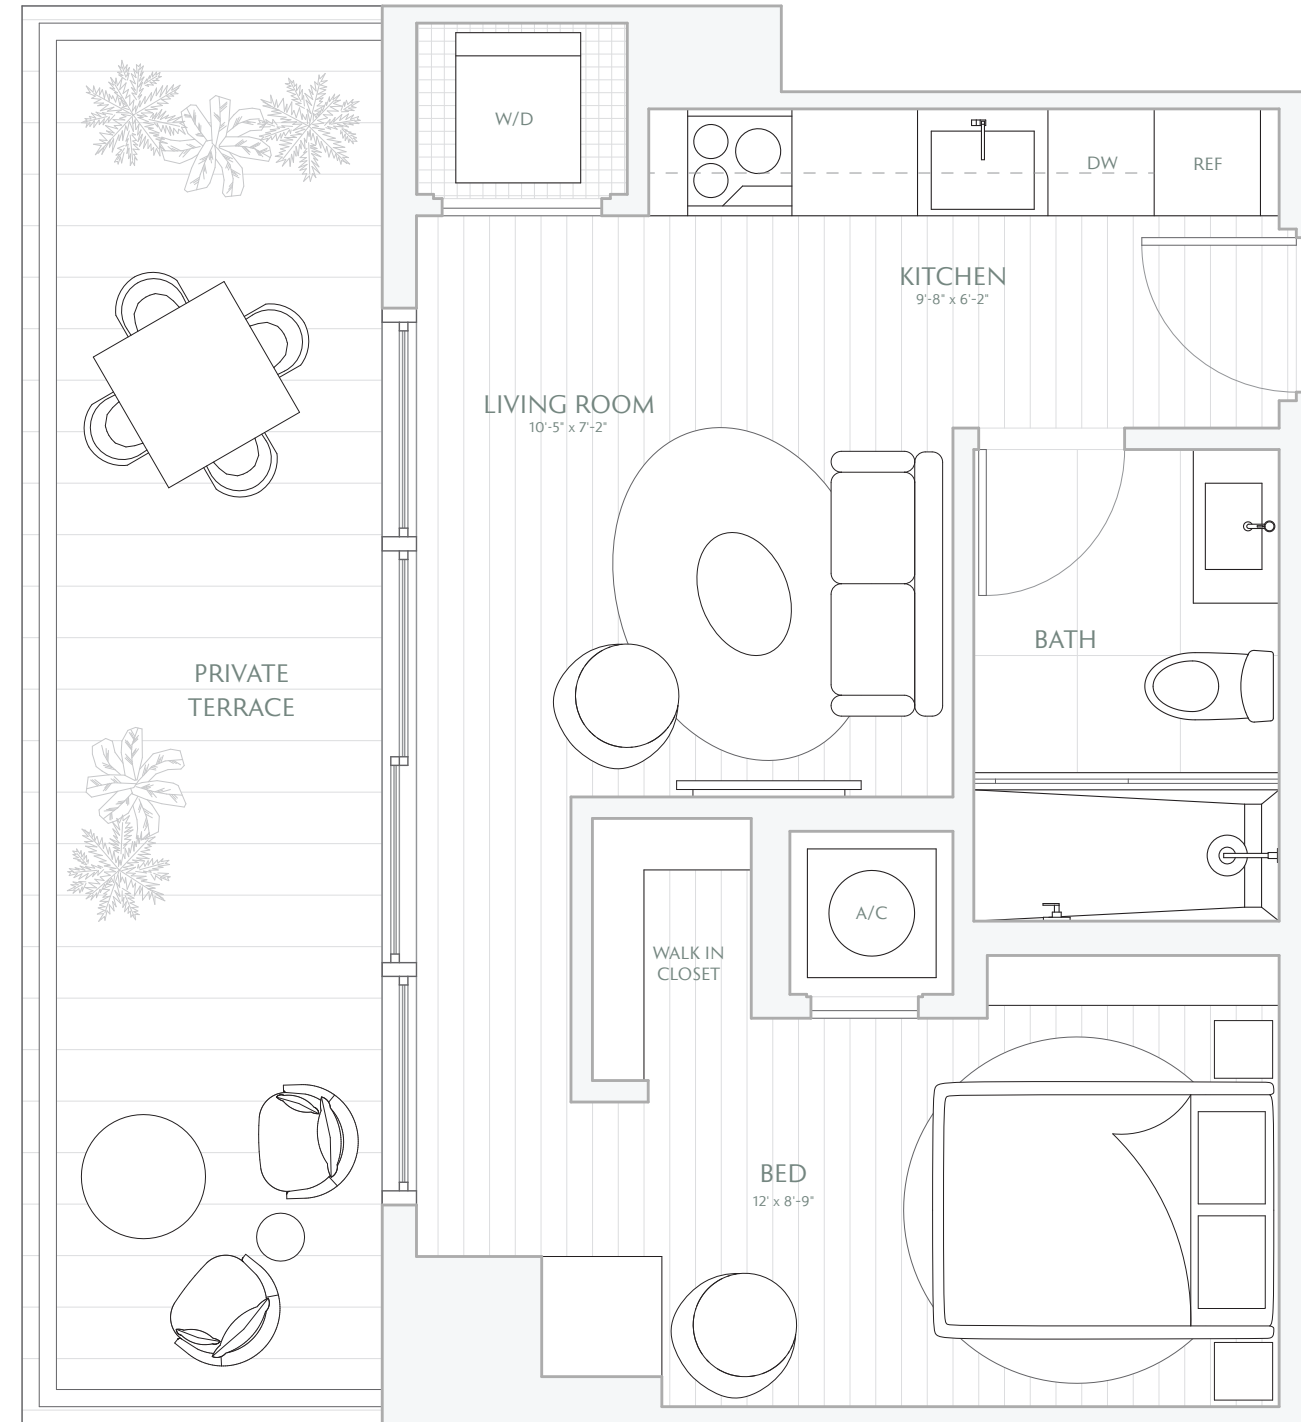 W/D
DW
REF
KITCHEN
9'-8" x 6'-2"
LIVING ROOM
10'-5" x 7'-2"
BATH
PRIVATE
TERRACE
A/C
WALK IN
CLOSET
BED
12' x 8'-9"